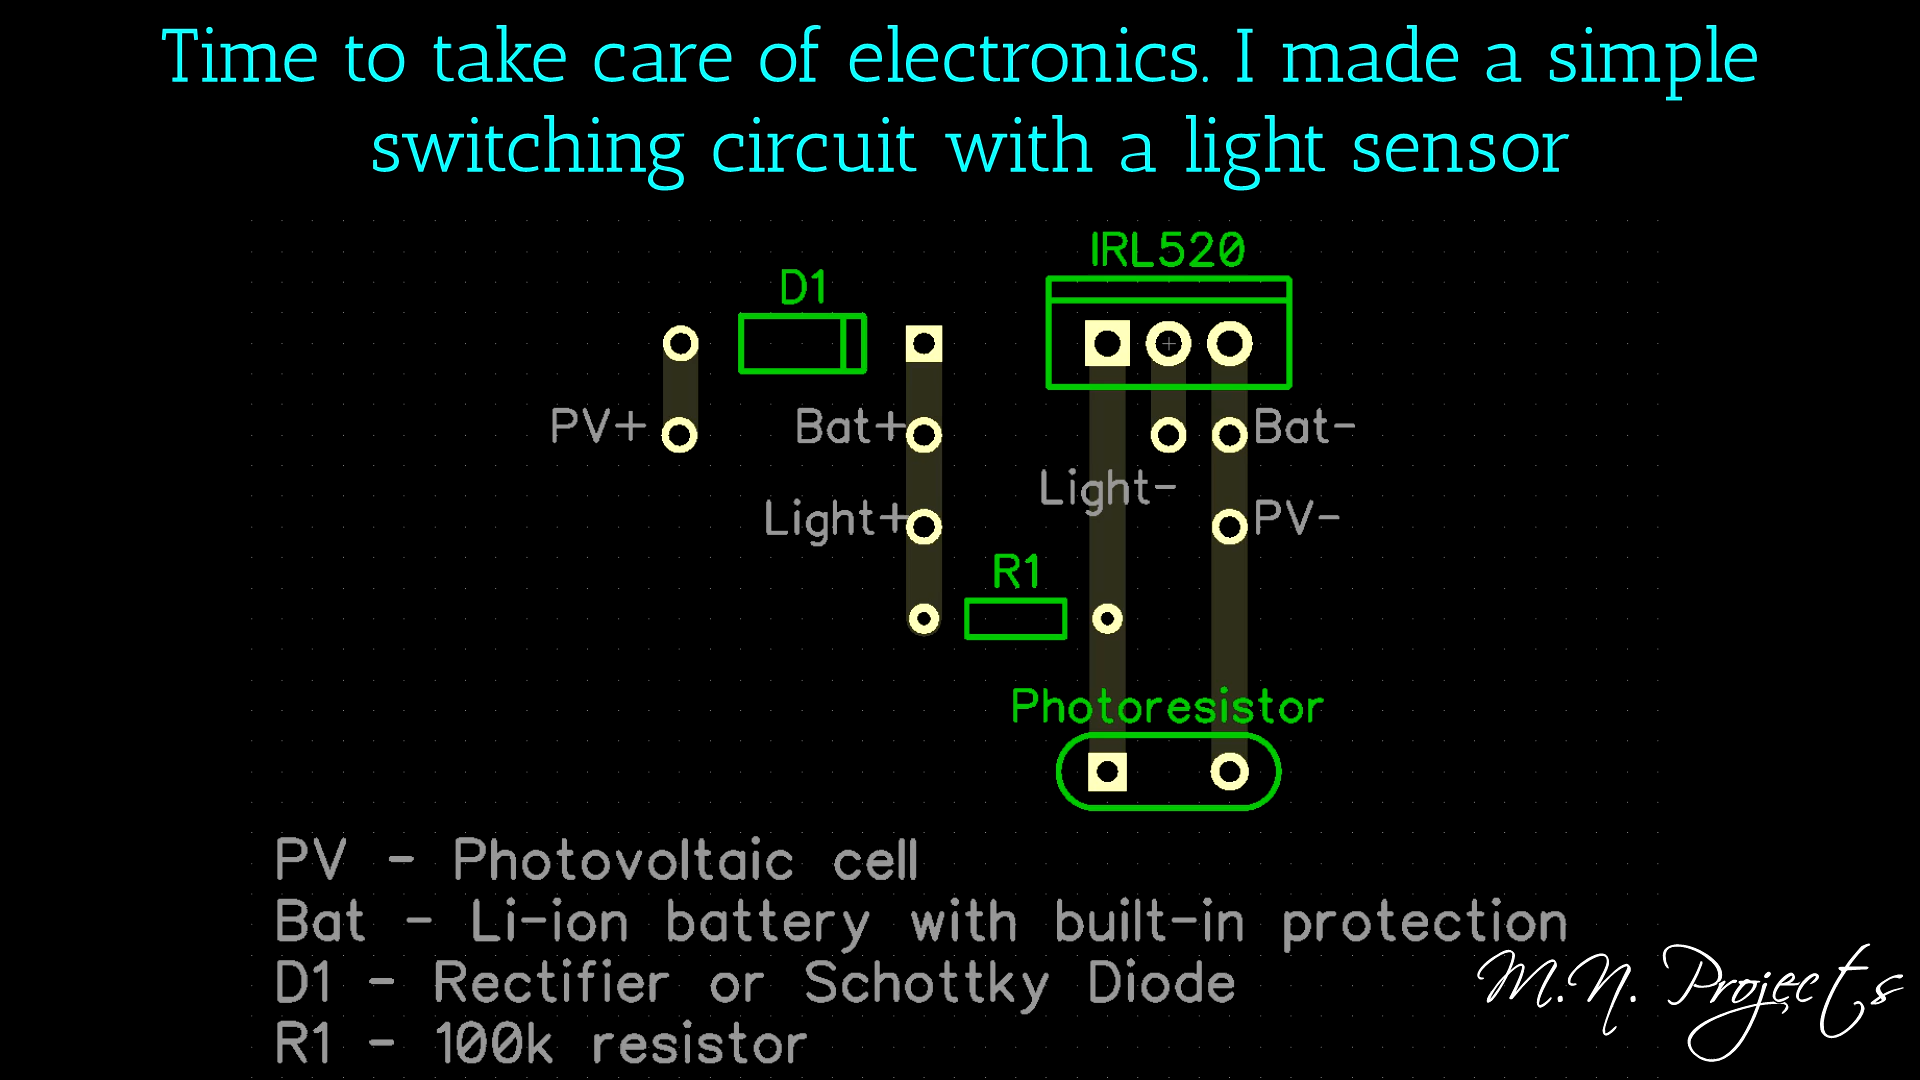 Time to take care of electronics. I made a simple
switching circuit with a light sensor
IRL520
D1
PV+
Bat+
Bat-
Light-
Light+
PV-
R1
Photoresistor
PV - Photovoltaic cell
Bat - Li-ion battery with built-in protection
D1 - Rectifier or Schottky Diode
R1 - 100k resistor
M.N. Projects